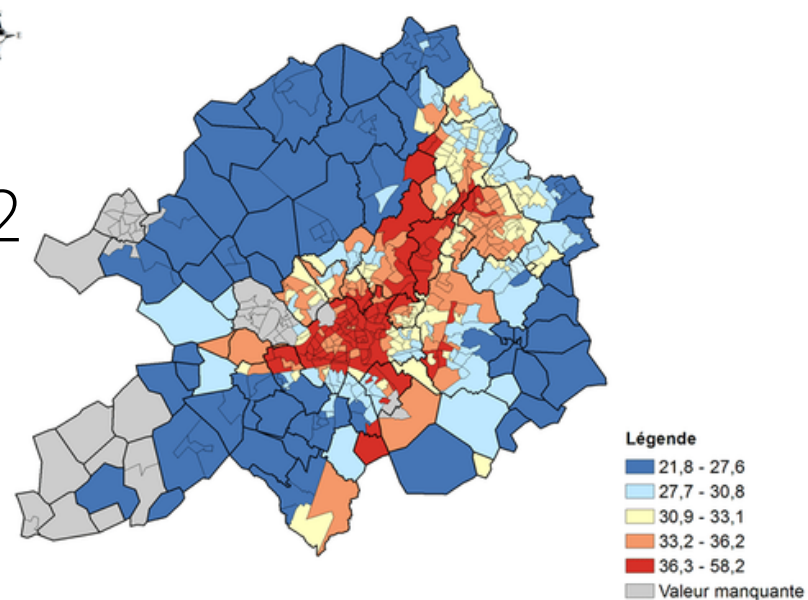 2
Légende
21,8 - 27,6
27,7 - 30,8
30,9 - 33,1
33,2 - 36,2
36,3 - 58,2
Valeur manquante